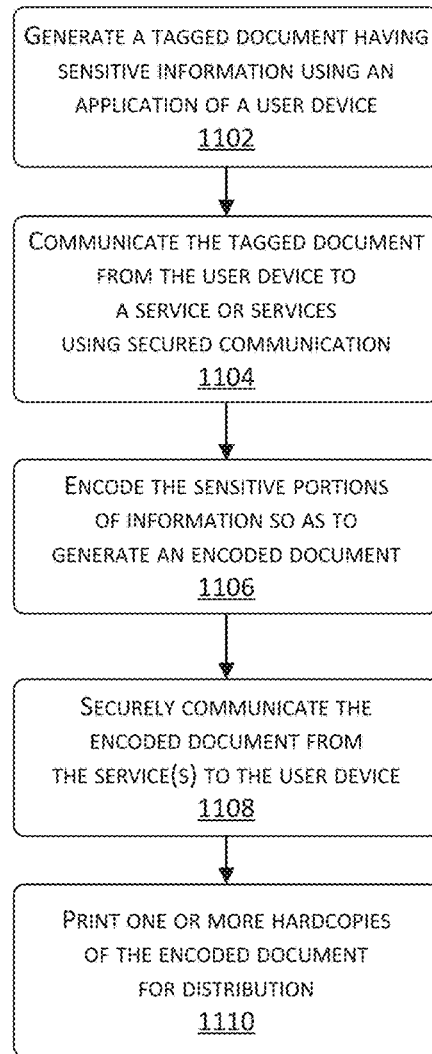 GENERATE A TAGGED DOCUMENT HAVING
SENSITIVE INFORMATION USING AN
APPLICATION OF A USER DEVICE
1102
COMMUNICATE THE TAGGED DOCUMENT
FROM THE USER DEVICE TO
A SERVICE OR SERVICES
USING SECURED COMMUNICATION
1104
ENCODE THE SENSITIVE PORTIONS
OF INFORMATION SO AS TO
GENERATE AN ENCODED DOCUMENT
1106
SECURELY COMMUNICATE THE
ENCODED DOCUMENT FROM
THE SERVICE(S) TO THE USER DEVICE
1108
PRINT ONE OR MORE HARDCOPIES
OF THE ENCODED DOCUMENT
FOR DISTRIBUTION
1110